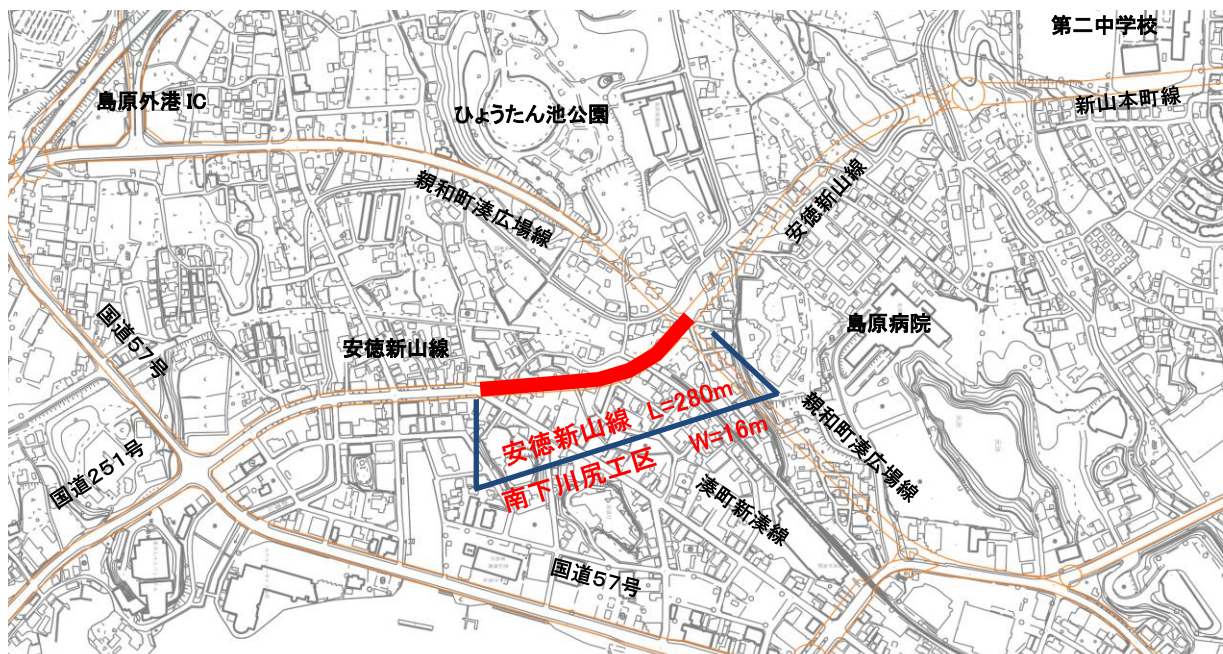 第二中学校
島原外港IC
新山本町線
ひょうたん池公園
親和町湊広場線
安徳新山線
国道57号
安徳新山線
島原病院
安徳新山線 L=280m
W=16m
南下川尻工区
親和町湊広場線
国道251号
湊町新湊線
国道57号